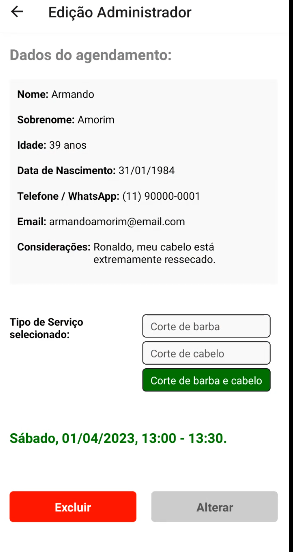 Edição Administrador
Dados do agendamento:
Nome: Armando
Sobrenome: Amorim
Idade: 39 anos
Data de Nascimento: 31/01/1984
Telefone / WhatsApp: (11) 90000-0001
Email: armandoamorim@email.com
Considerações: Ronaldo, meu cabelo está
extremamente ressecado.
Tipo de Serviço
selecionado:
Corte de barba
Corte de cabelo
Corte de barba e cabelo
Sábado, 01/04/2023, 13:00 - 13:30.
Excluir
Alterar